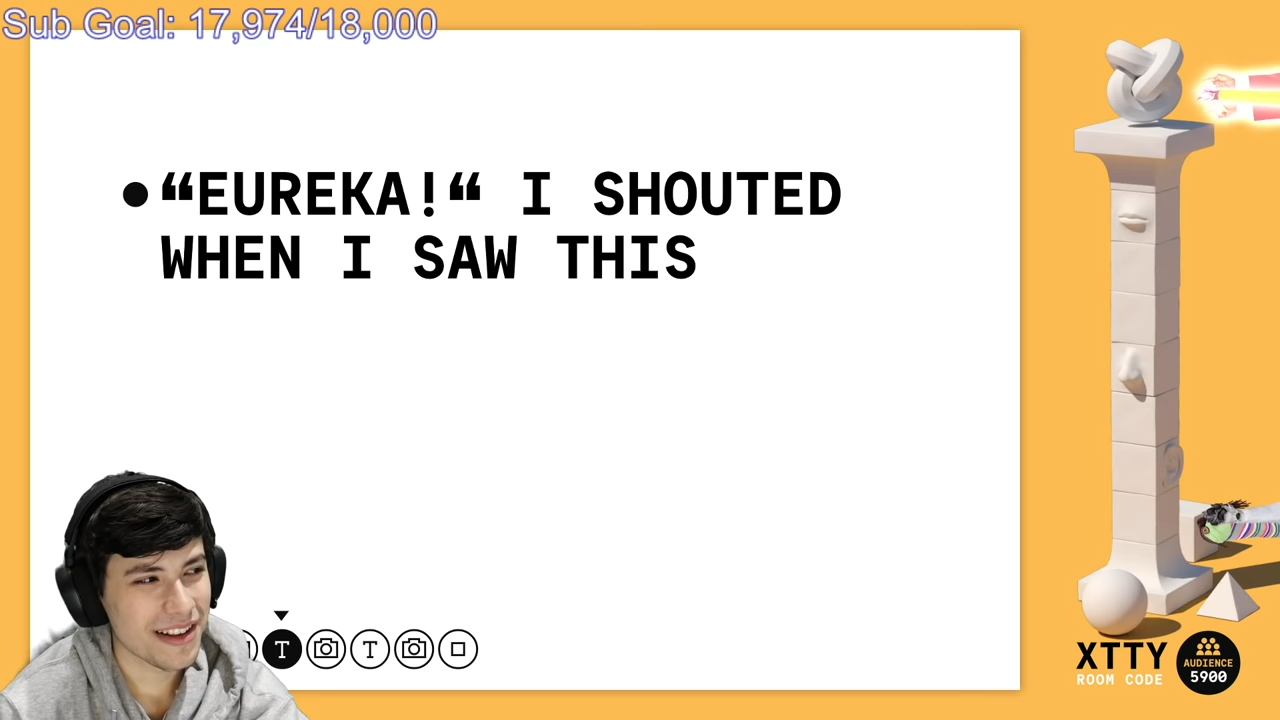 Sub Goal: 17,974/18,000
•“EUREKA!“ I SHOUTED
WHEN I SAW THIS
T
T
XTTY
ROOM CODE
AUDIENCE
5900